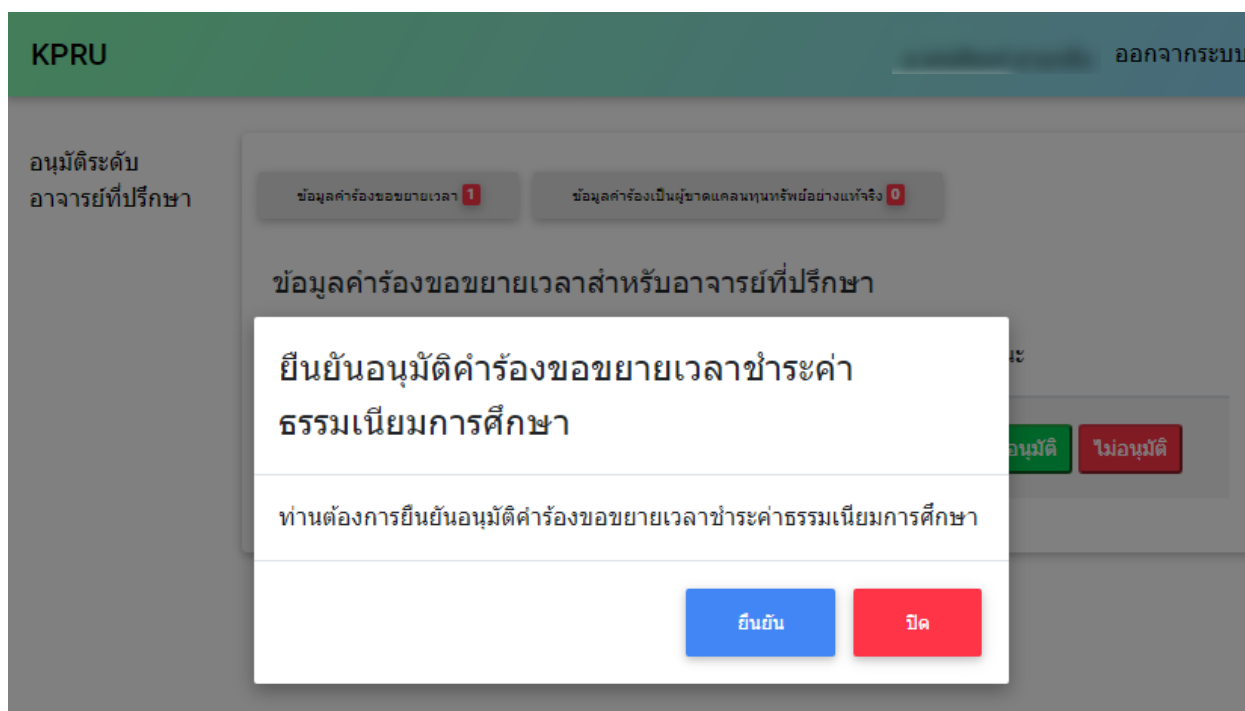 KPRU
ออกจากระบบ
อนุมัติระดับ
อาจารย์ที่ปรึกษา
ข้อมูลคำร้องขอขยายเวลา 1
ข้อมูลคำร้องเป็นผู้ขาดแคลนทุนทรัพย์อย่างแท้จริง 0
ข้อมูลคำร้องขอขยายเวลาสำหรับอาจารย์ที่ปรึกษา
ยืนยันอนุมัติคำร้องขอขยายเวลาชำระค่า
ธรรมเนียมการศึกษา
อนุมัติ
ไม่อนุมัติ
ท่านต้องการยืนยันอนุมัติคำร้องขอขยายเวลาชำระค่าธรรมเนียมการศึกษา
ยืนยัน
ปิด